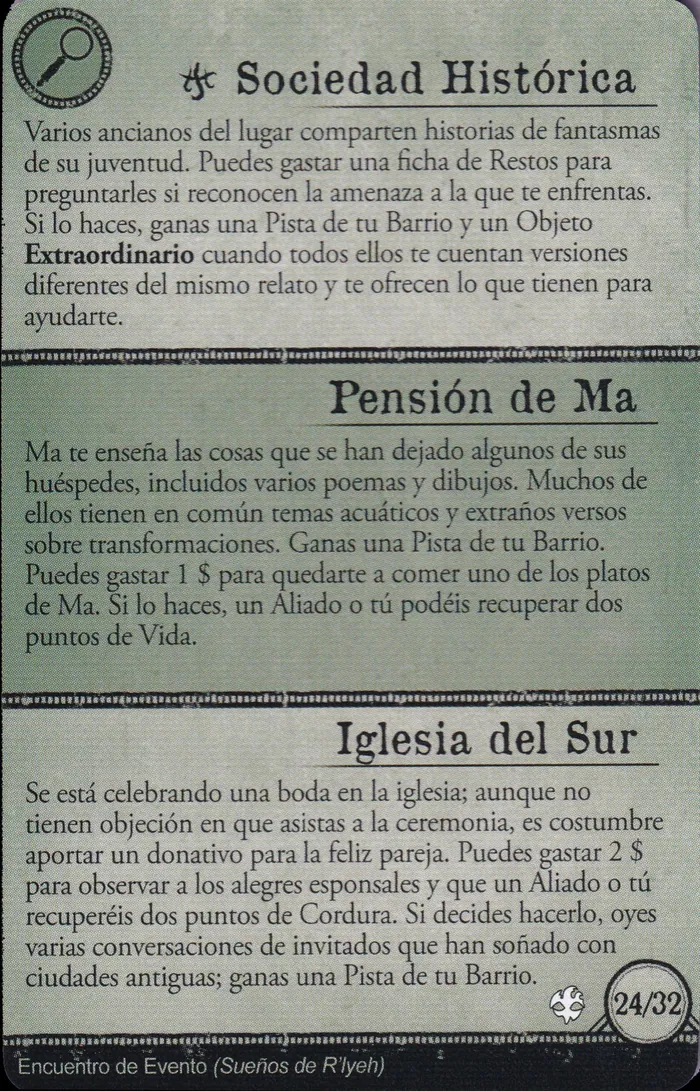 Sociedad Histórica
Varios ancianos del lugar comparten historias de fantasmas
de su juventud. Puedes gastar una ficha de Restos para
preguntarles si reconocen la amenaza a la que te enfrentas.
Si lo haces, ganas una Pista de tu Barrio y un Objeto
Extraordinario cuando todos ellos te cuentan versiones
diferentes del mismo relato y te ofrecen lo que tienen para
ayudarte.
Pensión de Ma
Ma te enseña las cosas que se han dejado algunos de sus
huéspedes, incluidos varios poemas y dibujos. Muchos de
ellos tienen en común temas acuáticos y extraños versos
sobre transformaciones. Ganas una Pista de tu Barrio.
Puedes gastar 1 $ para quedarte a comer uno de los platos
de Ma. Si lo haces, un Aliado o tú podéis recuperar dos
puntos de Vida.
Iglesia del Sur
Se está celebrando una boda en la iglesia; aunque no
tienen objeción en que asistas a la ceremonia, es costumbre
aportar un donativo para la feliz pareja. Puedes gastar 2 $
para observar a los alegres esponsales y que un Aliado o tú
recuperéis dos puntos de Cordura. Si decides hacerlo, oyes
varias conversaciones de invitados que han soñado con
ciudades antiguas; ganas una Pista de tu Barrio.
24/32
Encuentro de Evento (Sueños de R'lyeh)